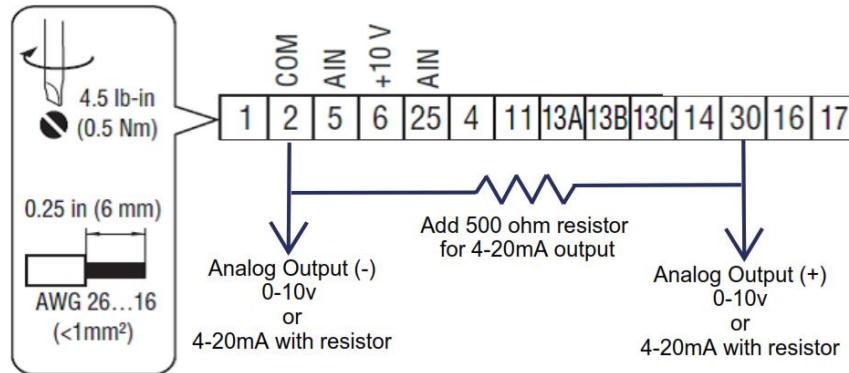 4.5 lb-in
(0.5 Nm)
0.25 in (6 mm)
AWG 26...16
(<1mm²)
COM
AIN
+10 V
AIN
1 2 5 6 25 4 11 13A 13B 13C 14 30 16 17
Add 500 ohm resistor
for 4-20mA output
Analog Output (-)
0-10v
or
4-20mA with resistor
Analog Output (+)
0-10v
or
4-20mA with resistor